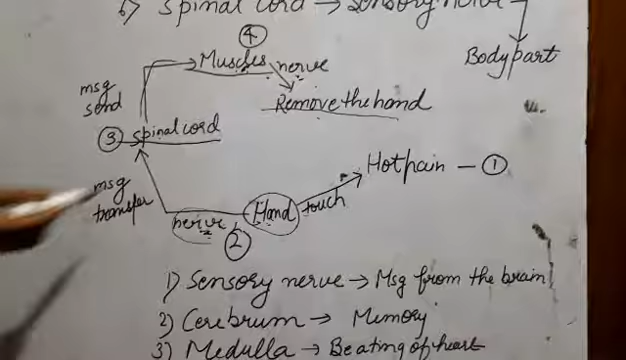 6) Spinal cord → Sensory nerve
Body part
④
Muscles nerve
msg send
Remove the hand
③ Spinal cord
Hot pain — ①
msg transfer
nerve Hand touch
②
1) Sensory nerve → Msg from the brain
2) Cerebrum → Memory
3) Medulla → Beating of heart